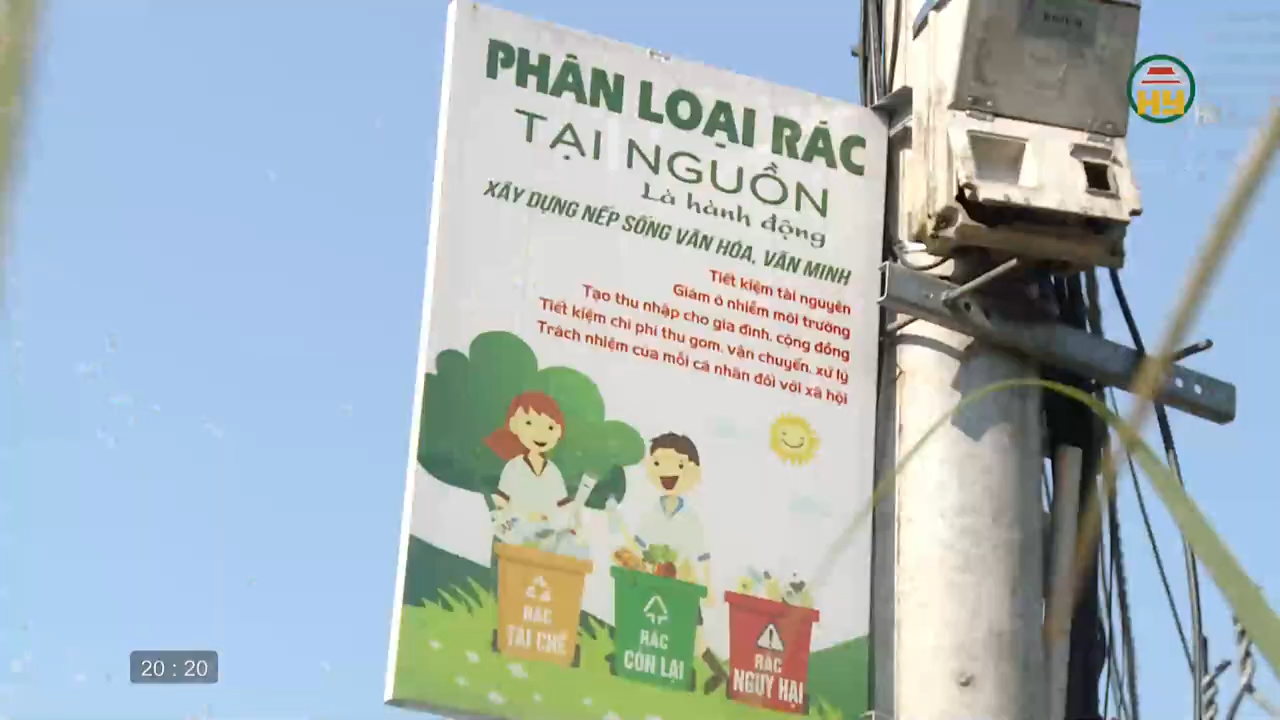 PHÂN LOẠI RÁC
TẠI NGUỒN
Là hành động
XÂY DỰNG NẾP SỐNG VĂN HÓA, VĂN MINH
Tiết kiệm tài nguyên
Giảm ô nhiễm môi trường
Tạo thu nhập cho gia đình, cộng đồng
Tiết kiệm chi phí thu gom, vận chuyển, xử lý
Trách nhiệm của mỗi cá nhân đối với xã hội
RÁC
TÁI CHẾ
RÁC
CÒN LẠI
RÁC
NGUY HẠI
HY
20 : 20